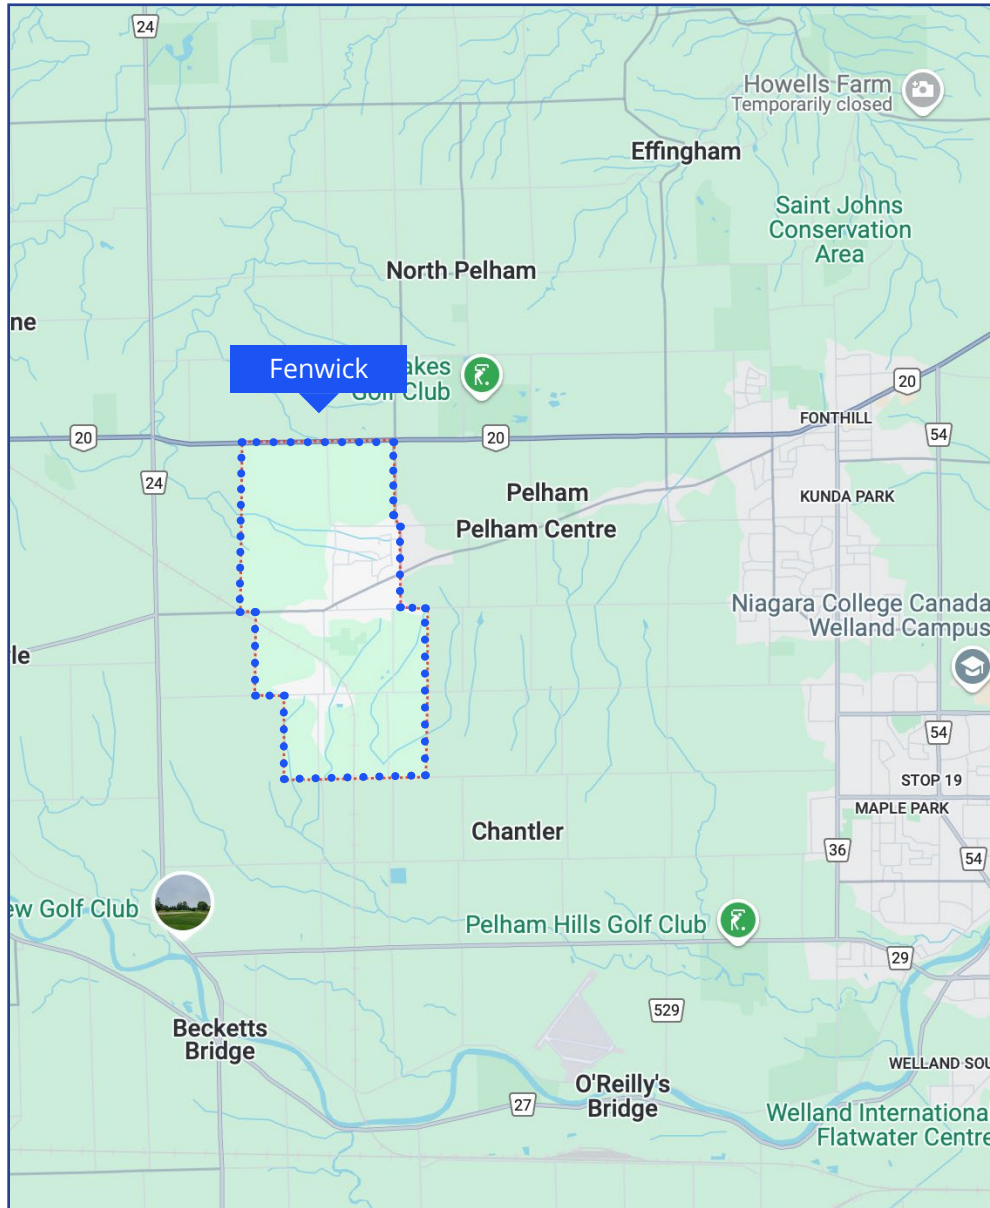 24
Howells Farm
Temporarily closed
Effingham
Saint Johns
Conservation
Area
North Pelham
ne
Fenwick
akes
Golf Club
20
FONTHILL
20
20
54
24
Pelham
KUNDA PARK
Pelham Centre
Niagara College Canada
Welland Campus
le
54
STOP 19
MAPLE PARK
Chantler
36
54
ew Golf Club
Pelham Hills Golf Club
29
529
Becketts
Bridge
WELLAND SOU
O'Reilly's
Bridge
27
Welland Internationa
Flatwater Centre